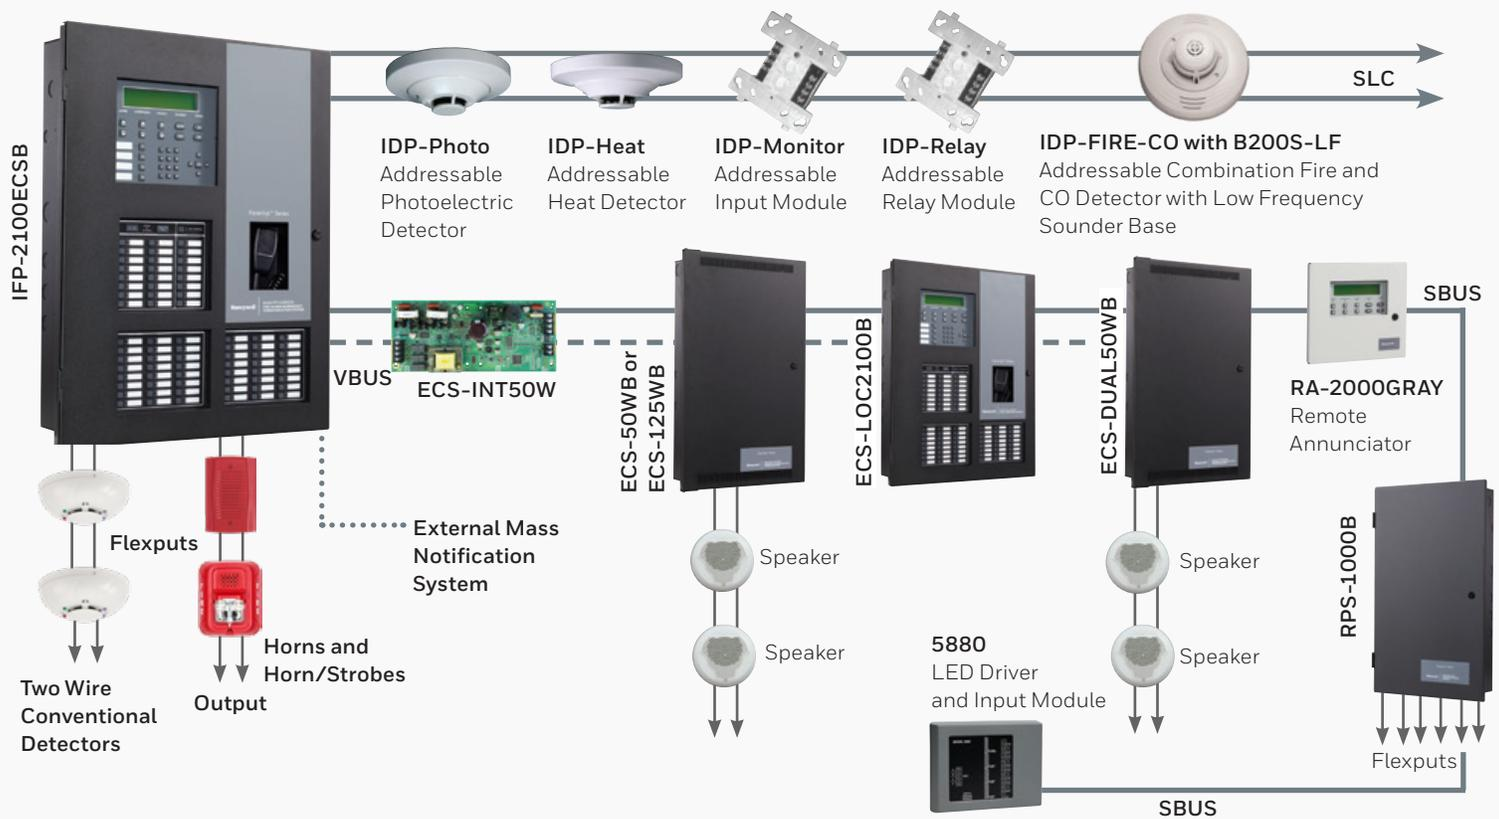 IFP-2100ECSB
SLC
IDP-Photo
Addressable
Photoelectric
Detector
IDP-Heat
Addressable
Heat Detector
IDP-Monitor
Addressable
Input Module
IDP-Relay
Addressable
Relay Module
IDP-FIRE-CO with B200S-LF
Addressable Combination Fire and
CO Detector with Low Frequency
Sounder Base
VBUS
ECS-INT50W
ECS-50WB or
ECS-125WB
ECS-LOC2100B
ECS-DUAL50WB
SBUS
RA-2000GRAY
Remote
Annunciator
RPS-1000B
Flexputs
External Mass
Notification
System
Speaker
Speaker
Speaker
Speaker
Horns and
Horn/Strobes
Output
Two Wire
Conventional
Detectors
5880
LED Driver
and Input Module
Flexputs
SBUS